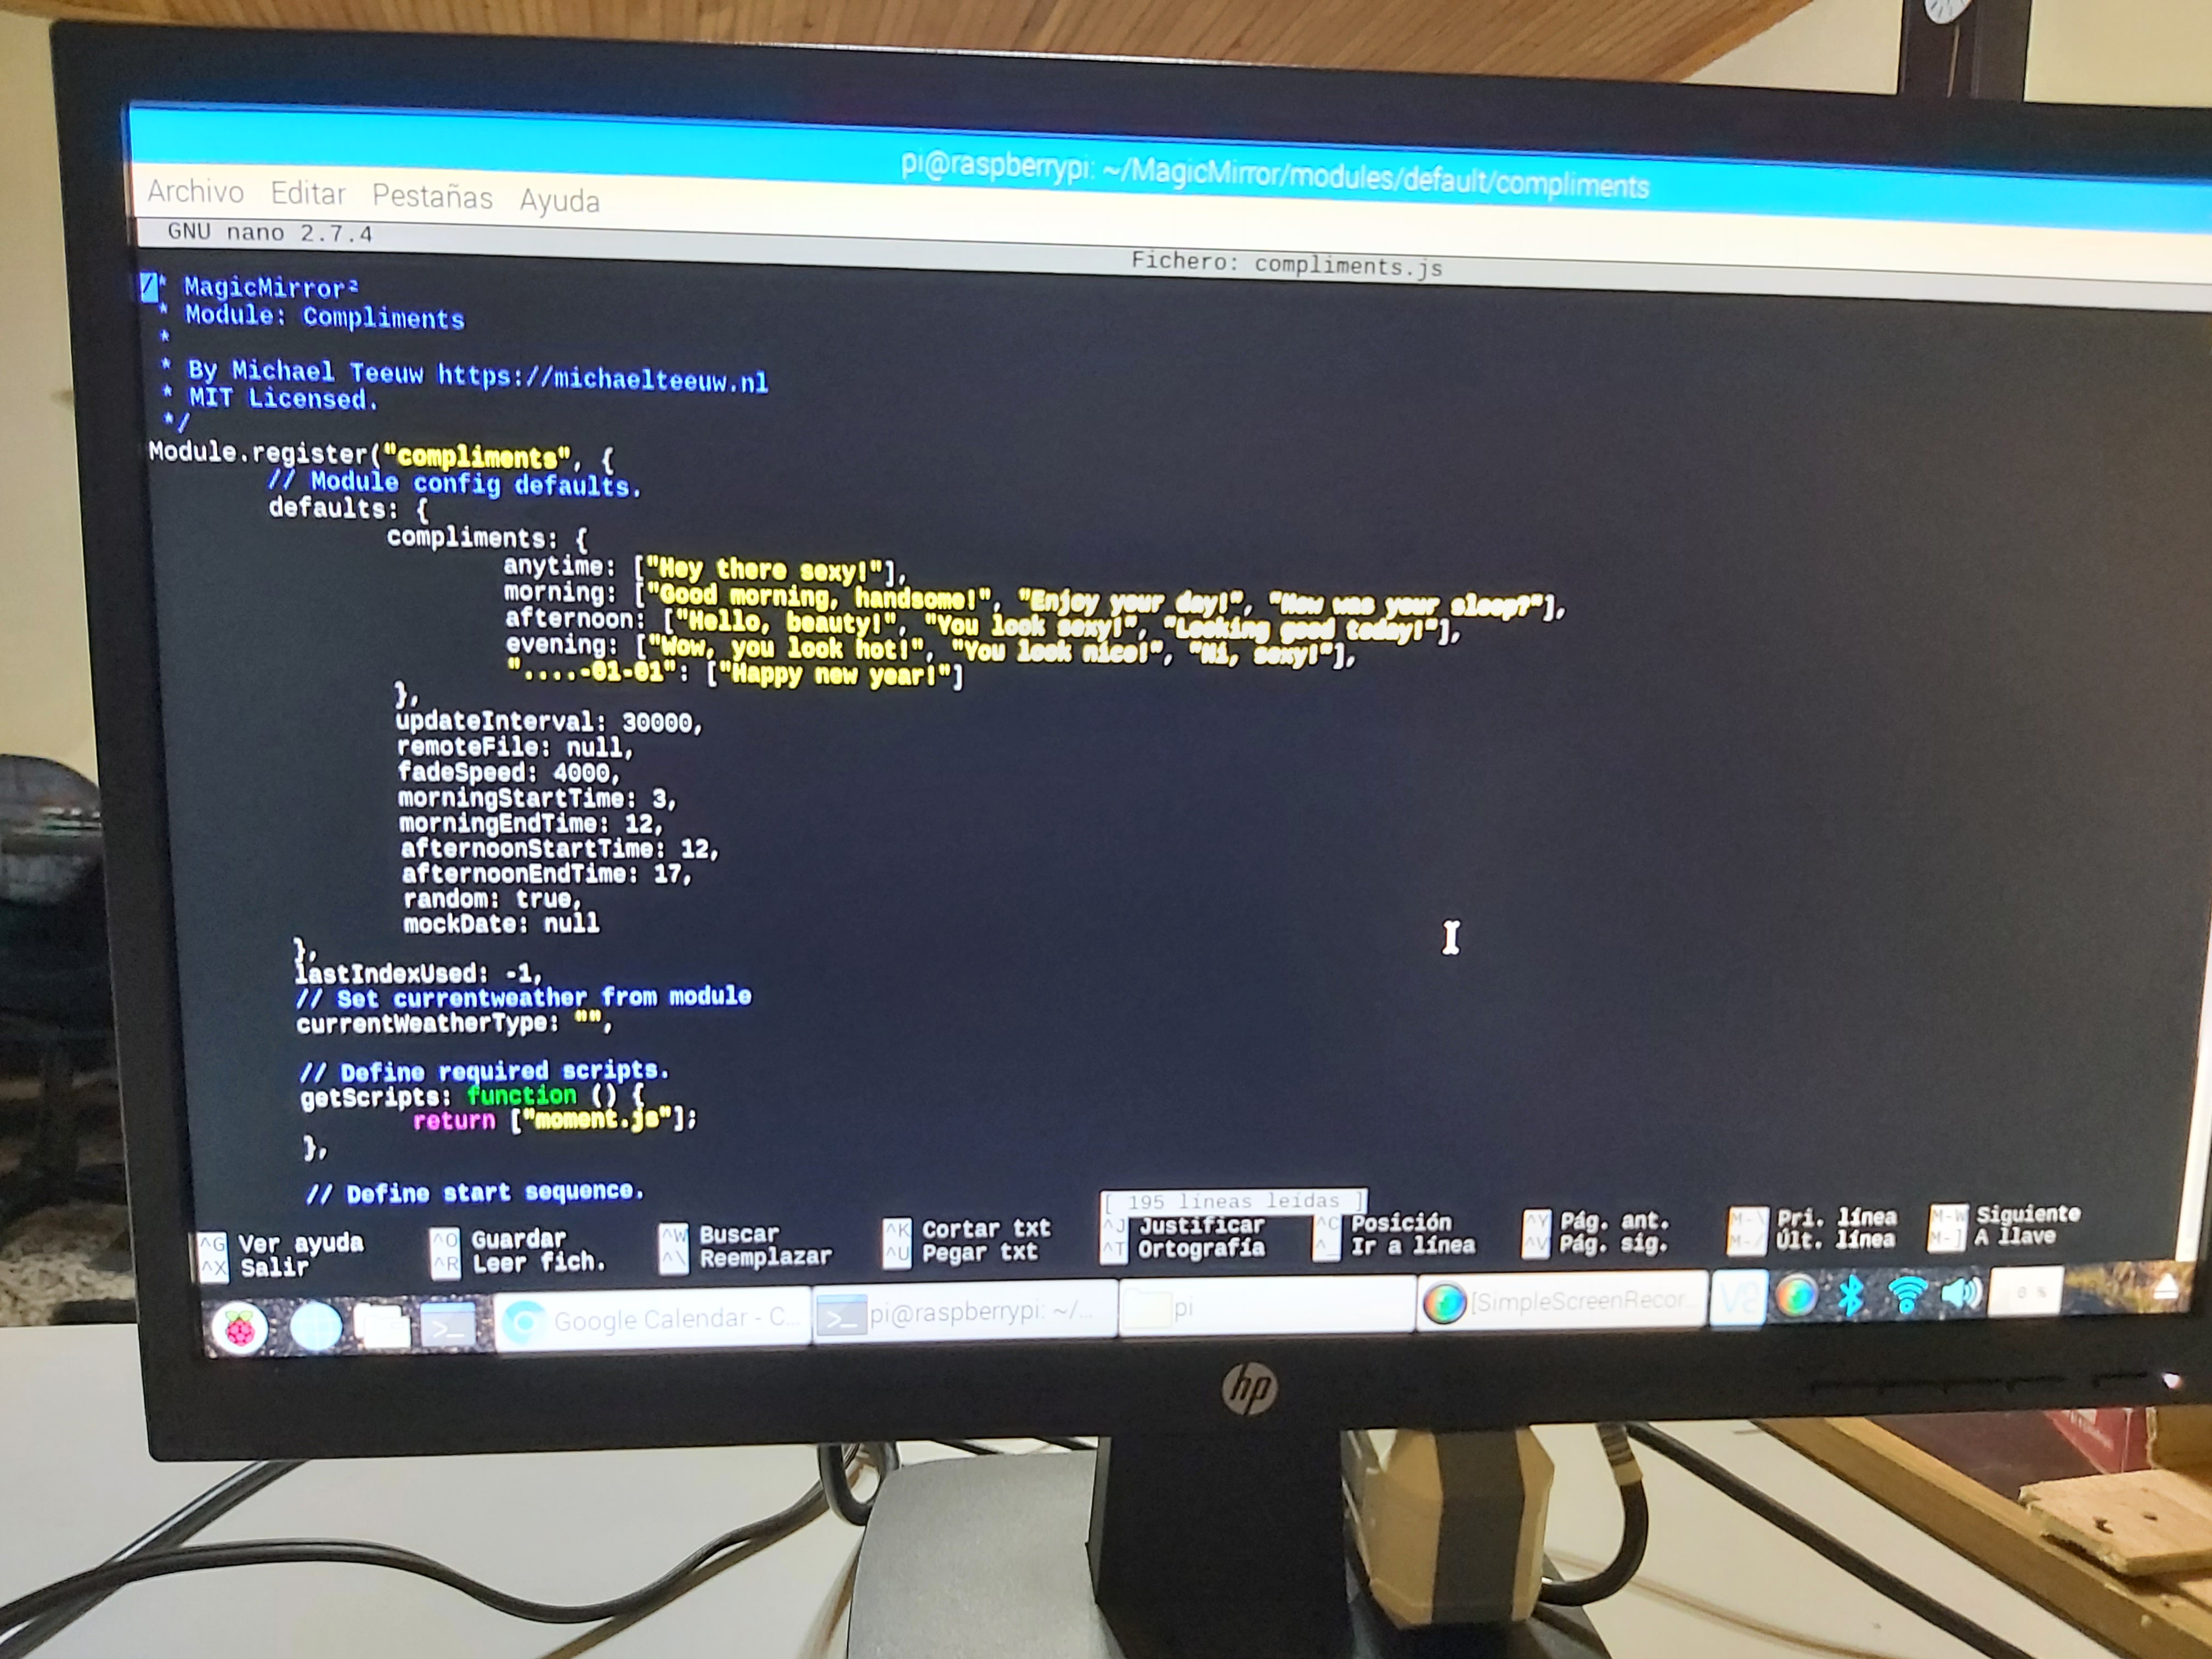 pi@raspberrypi: ~/MagicMirror/modules/default/compliments
Archivo Editar Pestañas Ayuda
GNU nano 2.7.4 Fichero: compliments.js
/* MagicMirror²
* Module: Compliments
*
* By Michael Teeuw https://michaelteeuw.nl
* MIT Licensed.
*/
Module.register("compliments", {
// Module config defaults.
defaults: {
compliments: {
anytime: ["Hey there sexy!"],
morning: ["Good morning, handsome!", "Enjoy your day!", "How was your sleep?"],
afternoon: ["Hello, beauty!", "You look sexy!", "Looking good today!"],
evening: ["Wow, you look hot!", "You look nice!", "Hi, sexy!"],
"....-01-01": ["Happy new year!"]
},
updateInterval: 30000,
remoteFile: null,
fadeSpeed: 4000,
morningStartTime: 3,
morningEndTime: 12,
afternoonStartTime: 12,
afternoonEndTime: 17,
random: true,
mockDate: null
},
lastIndexUsed: -1,
// Set currentweather from module
currentWeatherType: "",
// Define required scripts.
getScripts: function () {
return ["moment.js"];
},
// Define start sequence.
[ 195 líneas leídas ]
^G Ver ayuda ^O Guardar ^W Buscar ^K Cortar txt ^J Justificar ^C Posición ^Y Pág. ant. M-\ Pri. línea M-W Siguiente
^X Salir ^R Leer fich. ^\ Reemplazar ^U Pegar txt ^T Ortografía ^_ Ir a línea ^V Pág. sig. M-/ Últ. línea M-] A llave
Google Calendar - C... pi@raspberrypi: ~/... pi [SimpleScreenRecor... V2 0 %
hp